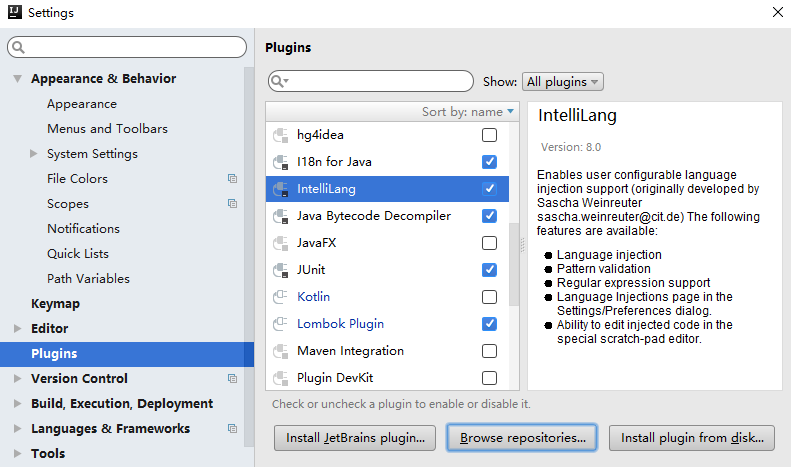 Settings
Appearance & Behavior
Appearance
Menus and Toolbars
System Settings
File Colors
Scopes
Notifications
Quick Lists
Path Variables
Keymap
Editor
Plugins
Version Control
Build, Execution, Deployment
Languages & Frameworks
Tools
Plugins
Show: All plugins
Sort by: name
hg4idea
I18n for Java
IntelliLang
Java Bytecode Decompiler
JavaFX
JUnit
Kotlin
Lombok Plugin
Maven Integration
Plugin DevKit
IntelliLang
Version: 8.0
Enables user configurable language
injection support (originally developed by
Sascha Weinreuter
sascha.weinreuter@cit.de) The following
features are available:
● Language injection
● Pattern validation
● Regular expression support
● Language Injections page in the
Settings/Preferences dialog.
● Ability to edit injected code in the
special scratch-pad editor.
Check or uncheck a plugin to enable or disable it.
Install JetBrains plugin...
Browse repositories...
Install plugin from disk...